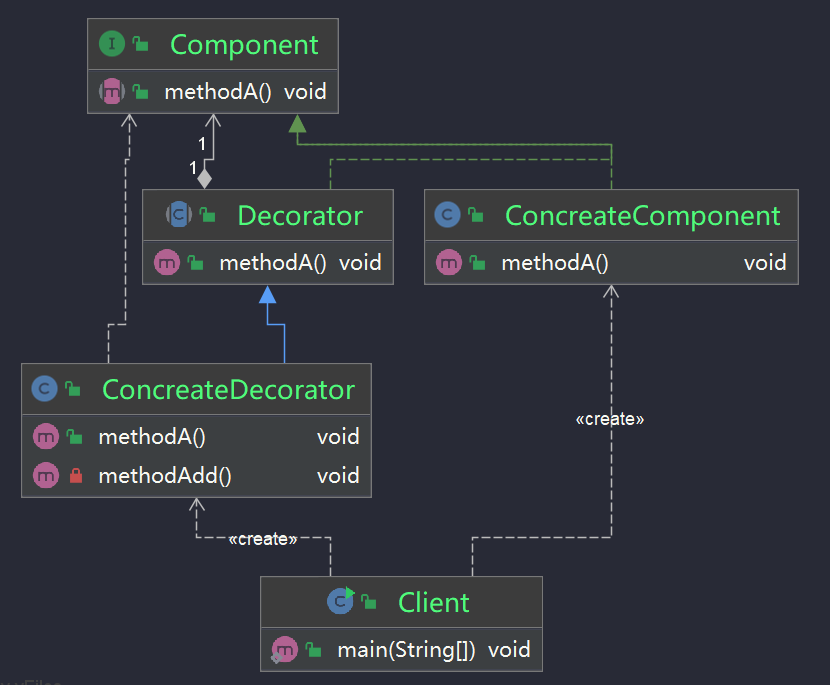 Component
methodA() void
1
1
Decorator
methodA() void
ConcreateComponent
methodA() void
ConcreateDecorator
methodA() void
methodAdd() void
«create»
«create»
Client
main(String[]) void